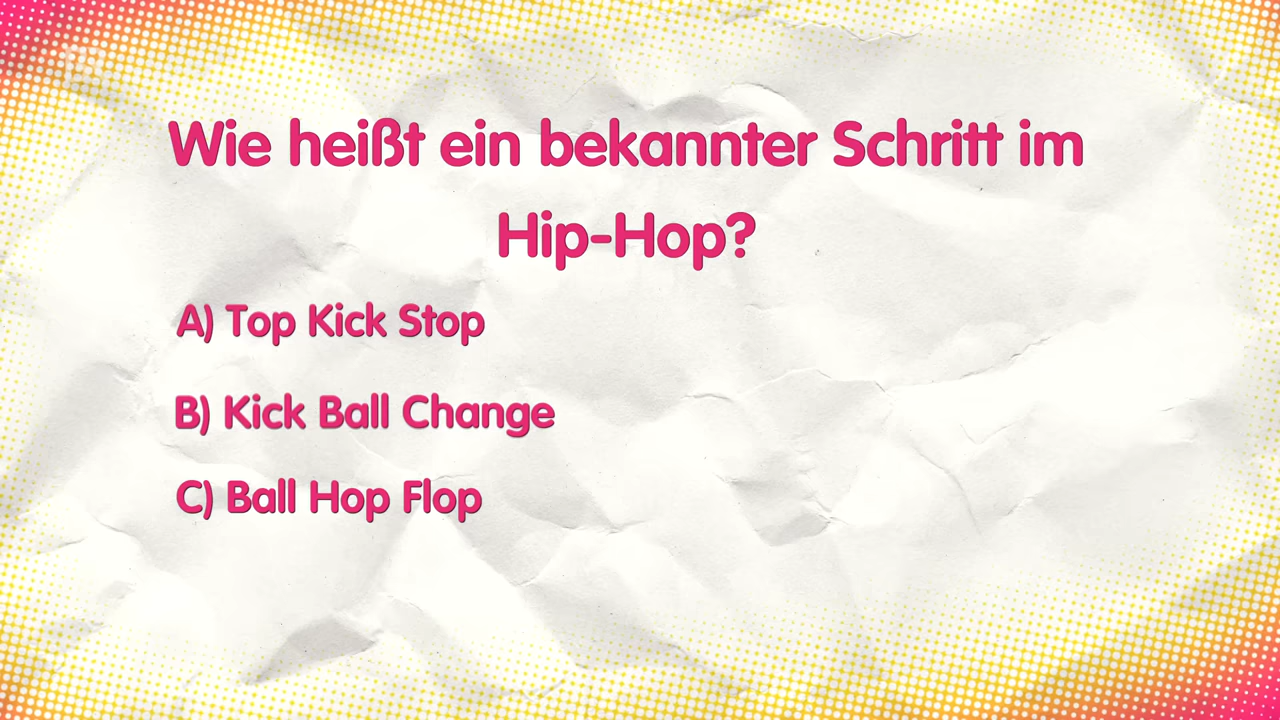 Wie heißt ein bekannter Schritt im
Hip-Hop?
A) Top Kick Stop
B) Kick Ball Change
C) Ball Hop Flop